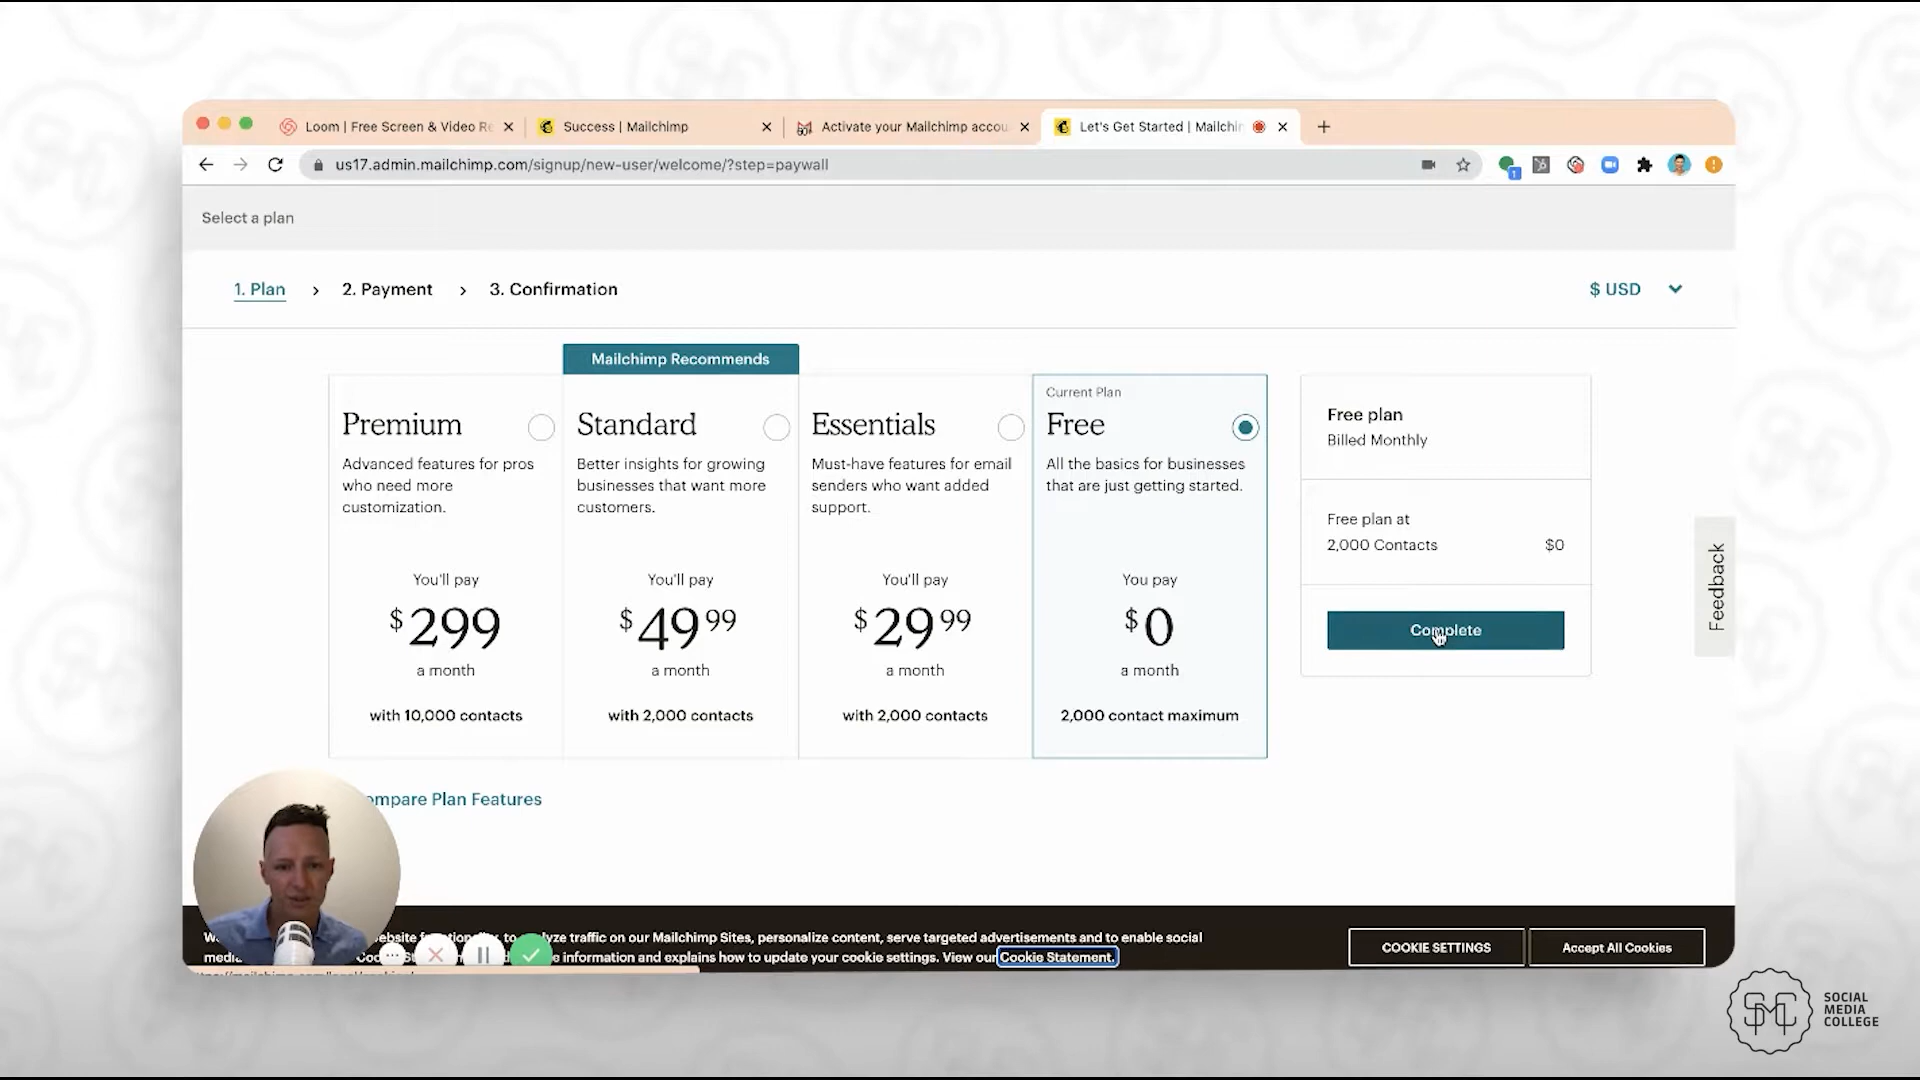 Loom | Free Screen & Video Re
Success | Mailchimp
Activate your Mailchimp accou
Let's Get Started | Mailchim
us17.admin.mailchimp.com/signup/new-user/welcome/?step=paywall
1
Select a plan
1. Plan > 2. Payment > 3. Confirmation
$ USD
Mailchimp Recommends
Premium
Advanced features for pros
who need more
customization.
You'll pay
$299
a month
with 10,000 contacts
Standard
Better insights for growing
businesses that want more
customers.
You'll pay
$49 99
a month
with 2,000 contacts
Essentials
Must-have features for email
senders who want added
support.
You'll pay
$29 99
a month
with 2,000 contacts
Current Plan
Free
All the basics for businesses
that are just getting started.
You pay
$0
a month
2,000 contact maximum
Free plan
Billed Monthly
Free plan at
2,000 Contacts $0
Complete
Feedback
ompare Plan Features
to yze traffic on our Mailchimp Sites, personalize content, serve targeted advertisements and to enable social
e information and explains how to update your cookie settings. View our Cookie Statement.
COOKIE SETTINGS
Accept All Cookies
SMC
SOCIAL
MEDIA
COLLEGE